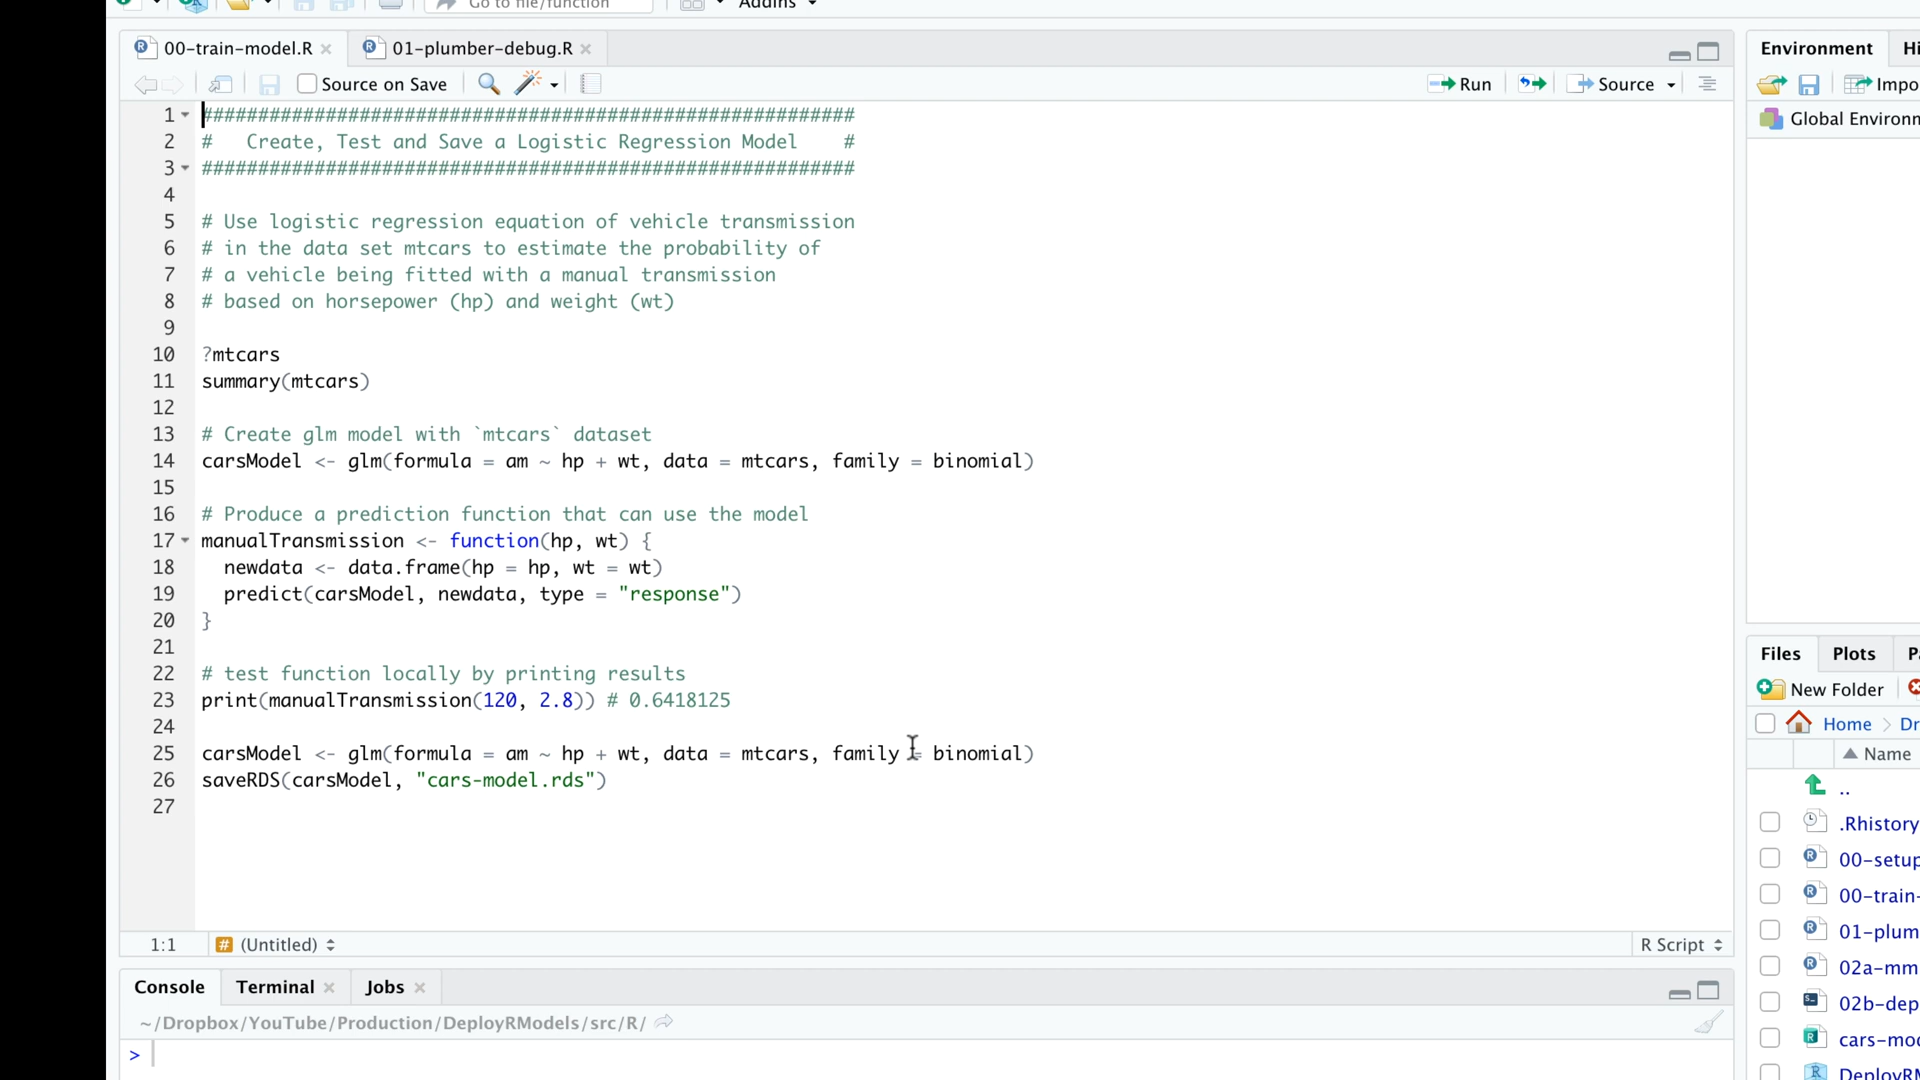 Go to file/function
Addins
00-train-model.R
01-plumber-debug.R
Source on Save
Run
Source
1 ##########################################################
2 #   Create, Test and Save a Logistic Regression Model    #
3 ##########################################################
4
5 # Use logistic regression equation of vehicle transmission
6 # in the data set mtcars to estimate the probability of
7 # a vehicle being fitted with a manual transmission
8 # based on horsepower (hp) and weight (wt)
9
10 ?mtcars
11 summary(mtcars)
12
13 # Create glm model with `mtcars` dataset
14 carsModel <- glm(formula = am ~ hp + wt, data = mtcars, family = binomial)
15
16 # Produce a prediction function that can use the model
17 manualTransmission <- function(hp, wt) {
18   newdata <- data.frame(hp = hp, wt = wt)
19   predict(carsModel, newdata, type = "response")
20 }
21
22 # test function locally by printing results
23 print(manualTransmission(120, 2.8)) # 0.6418125
24
25 carsModel <- glm(formula = am ~ hp + wt, data = mtcars, family = binomial)
26 saveRDS(carsModel, "cars-model.rds")
27
1:1 # (Untitled)
R Script
Console
Terminal
Jobs
~/Dropbox/YouTube/Production/DeployRModels/src/R/
>
Environment
Hi
Impo
Global Environm
Files
Plots
P
New Folder
Home > Dr
Name
..
.Rhistory
00-setup
00-train-
01-plum
02a-mm
02b-dep
cars-mod
DeployRM